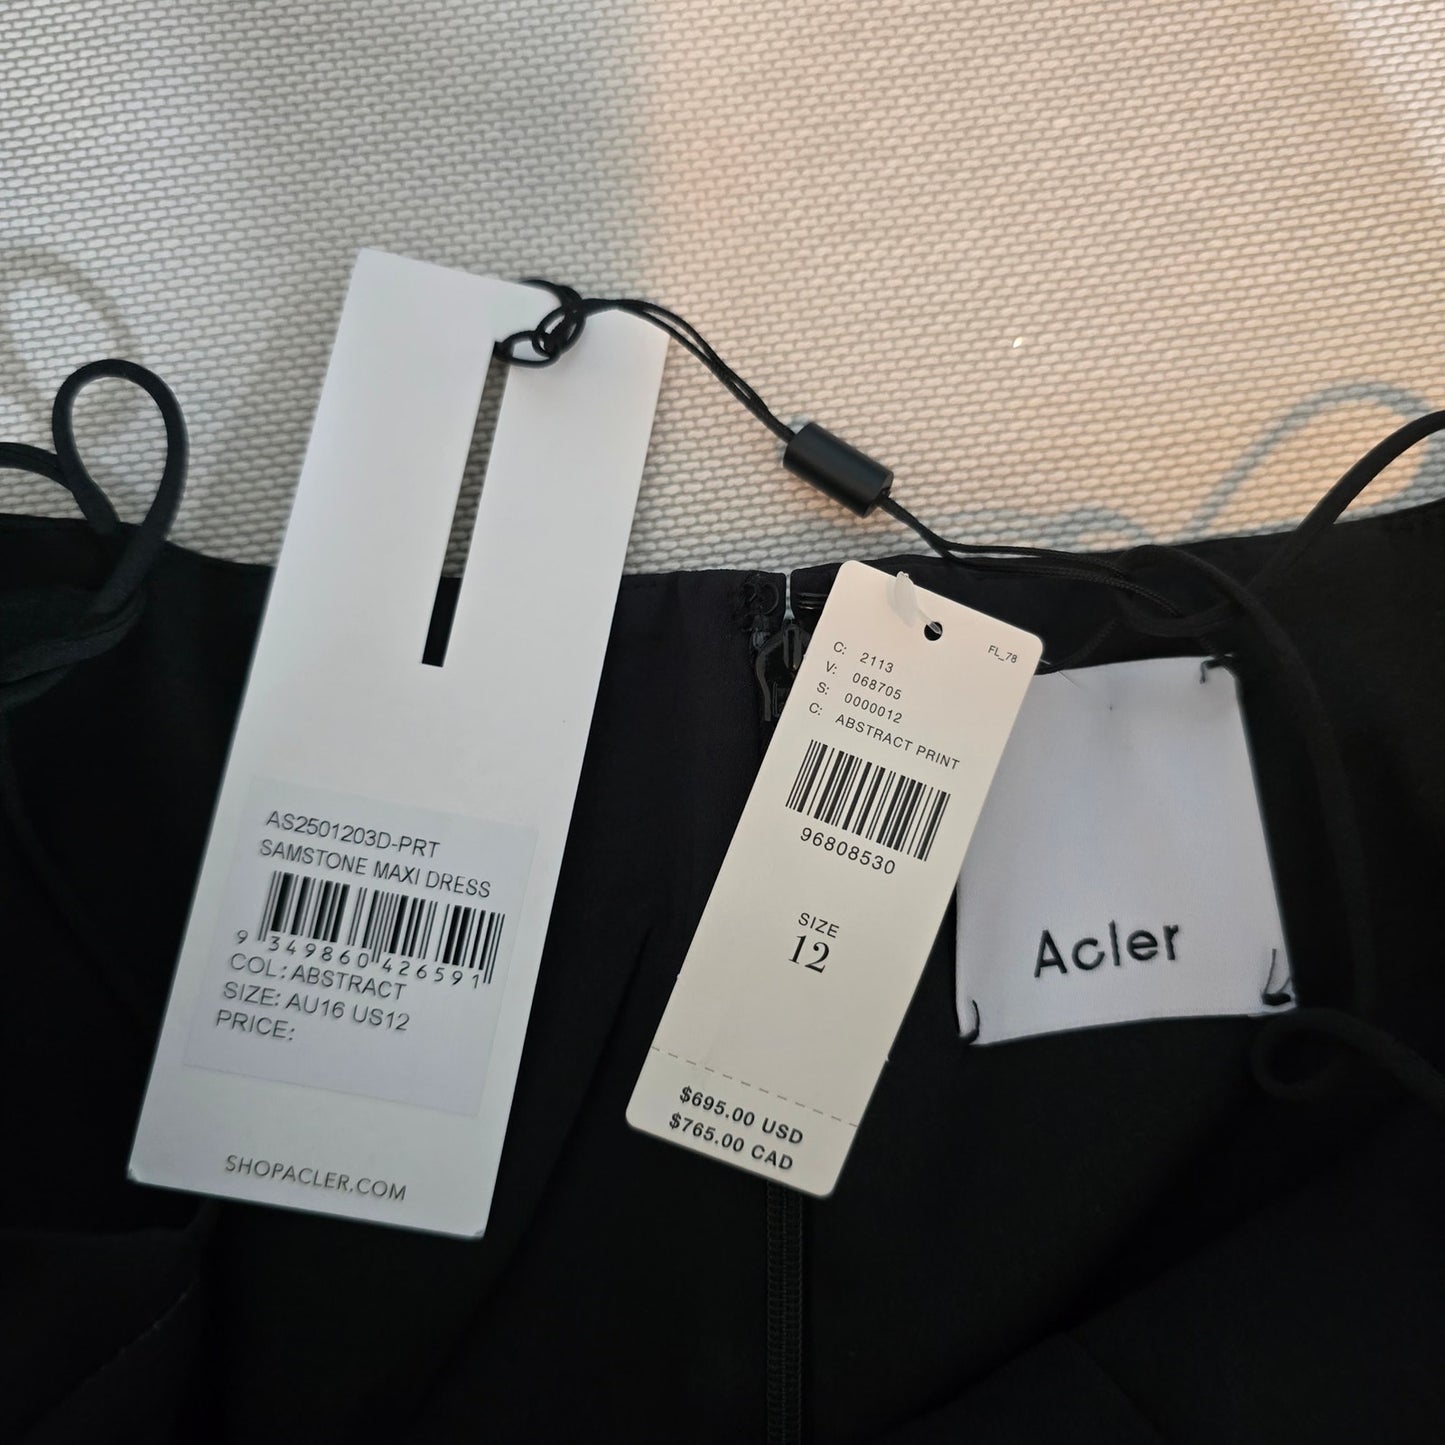 AS2501203D-PRT
SAMSTONE MAXI DRESS
9 349860 426591
COL: ABSTRACT
SIZE: AU16 US12
PRICE:
SHOPACLER.COM
FL_78
C: 2113
V: 068705
S: 0000012
C: ABSTRACT PRINT
96808530
SIZE
12
$695.00 USD
$765.00 CAD
Acler